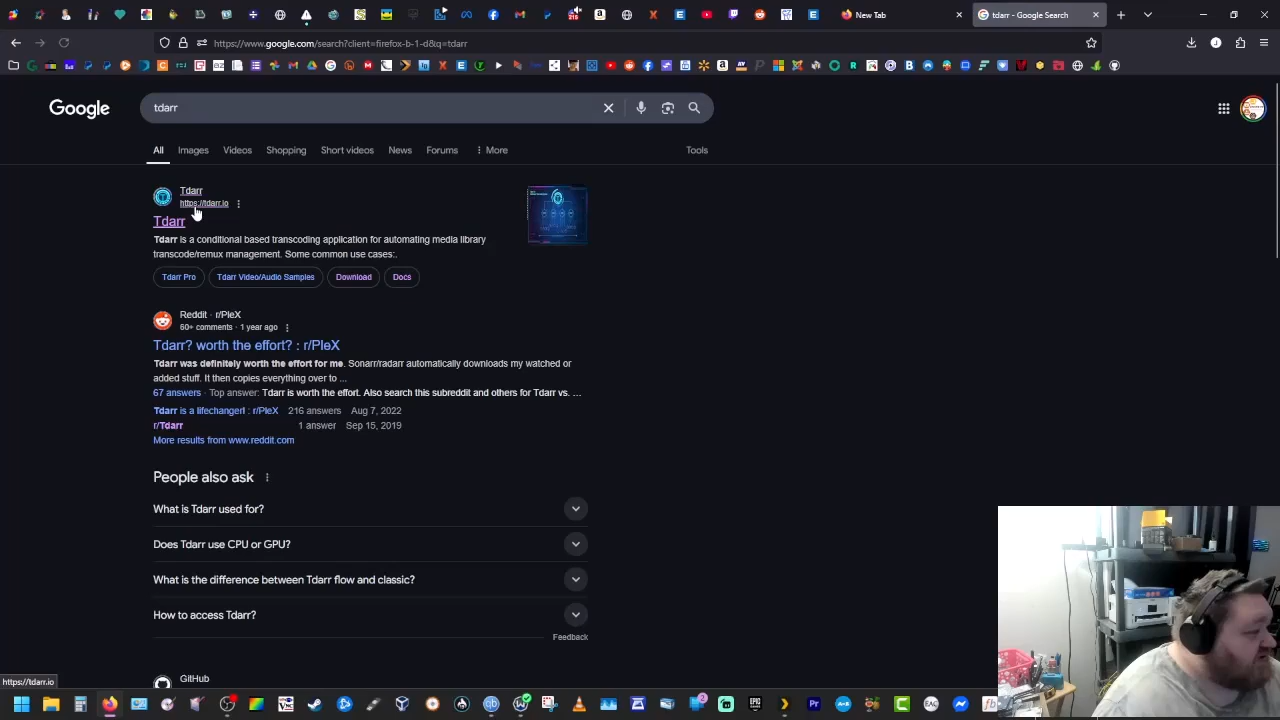 New Tab
tdarr - Google Search
https://www.google.com/search?client=firefox-b-1-d&q=tdarr
Google
tdarr
All
Images
Videos
Shopping
Short videos
News
Forums
More
Tools
Tdarr
https://tdarr.io
Tdarr
Tdarr is a conditional based transcoding application for automating media library
transcode/remux management. Some common use cases:.
Tdarr Pro
Tdarr Video/Audio Samples
Download
Docs
Reddit · r/PleX
60+ comments · 1 year ago
Tdarr? worth the effort? : r/PleX
Tdarr was definitely worth the effort for me. Sonarr/radarr automatically downloads my watched or
added stuff. It then copies everything over to ...
67 answers · Top answer: Tdarr is worth the effort. Also search this subreddit and others for Tdarr vs. ...
Tdarr is a lifechanger! : r/PleX 216 answers Aug 7, 2022
r/Tdarr 1 answer Sep 15, 2019
More results from www.reddit.com
People also ask
What is Tdarr used for?
Does Tdarr use CPU or GPU?
What is the difference between Tdarr flow and classic?
How to access Tdarr?
Feedback
GitHub
https://tdarr.io